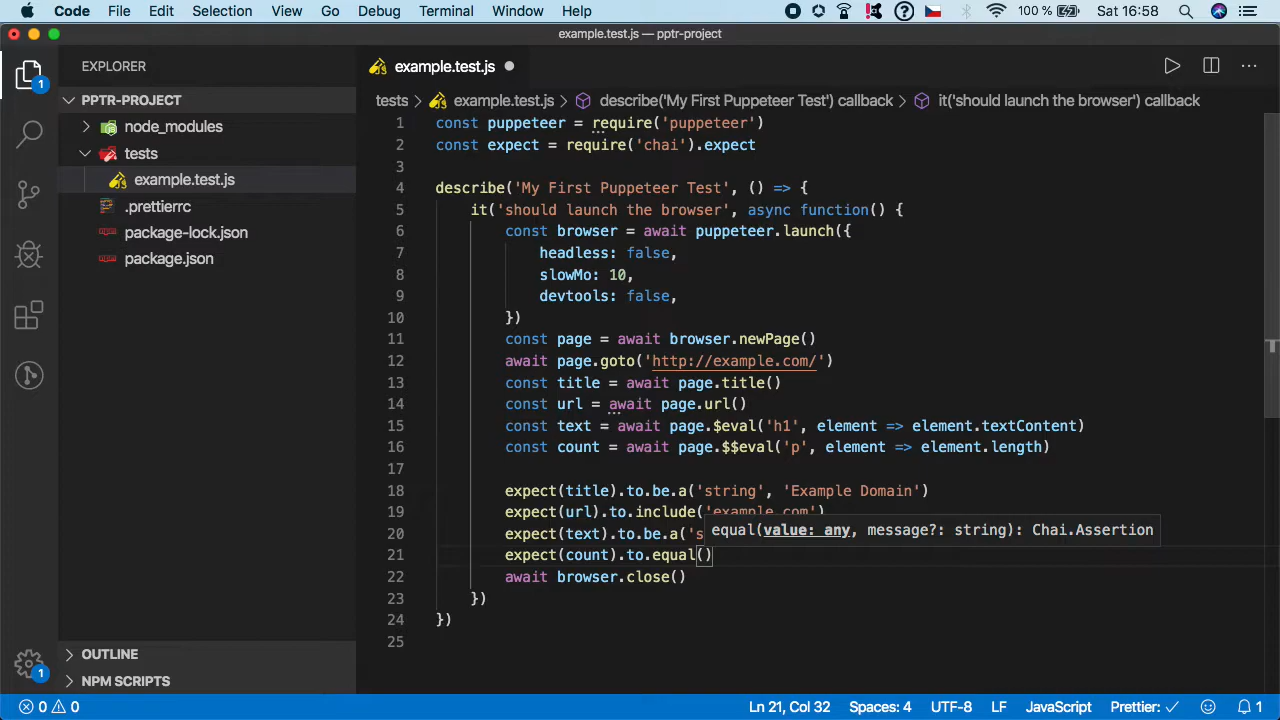 Code File Edit Selection View Go Debug Terminal Window Help 100 % Sat 16:58
example.test.js — pptr-project
EXPLORER
1
PPTR-PROJECT
node_modules
tests
example.test.js
.prettierrc
package-lock.json
package.json
OUTLINE
NPM SCRIPTS
1
example.test.js
tests > example.test.js > describe('My First Puppeteer Test') callback > it('should launch the browser') callback
1 const puppeteer = require('puppeteer')
2 const expect = require('chai').expect
3
4 describe('My First Puppeteer Test', () => {
5 it('should launch the browser', async function() {
6 const browser = await puppeteer.launch({
7 headless: false,
8 slowMo: 10,
9 devtools: false,
10 })
11 const page = await browser.newPage()
12 await page.goto('http://example.com/')
13 const title = await page.title()
14 const url = await page.url()
15 const text = await page.$eval('h1', element => element.textContent)
16 const count = await page.$$eval('p', element => element.length)
17
18 expect(title).to.be.a('string', 'Example Domain')
19 expect(url).to.include('example.com')
20 expect(text).to.be.a('s
equal(value: any, message?: string): Chai.Assertion
21 expect(count).to.equal()
22 await browser.close()
23 })
24 })
25
0 0 Ln 21, Col 32 Spaces: 4 UTF-8 LF JavaScript Prettier: ✓ 1